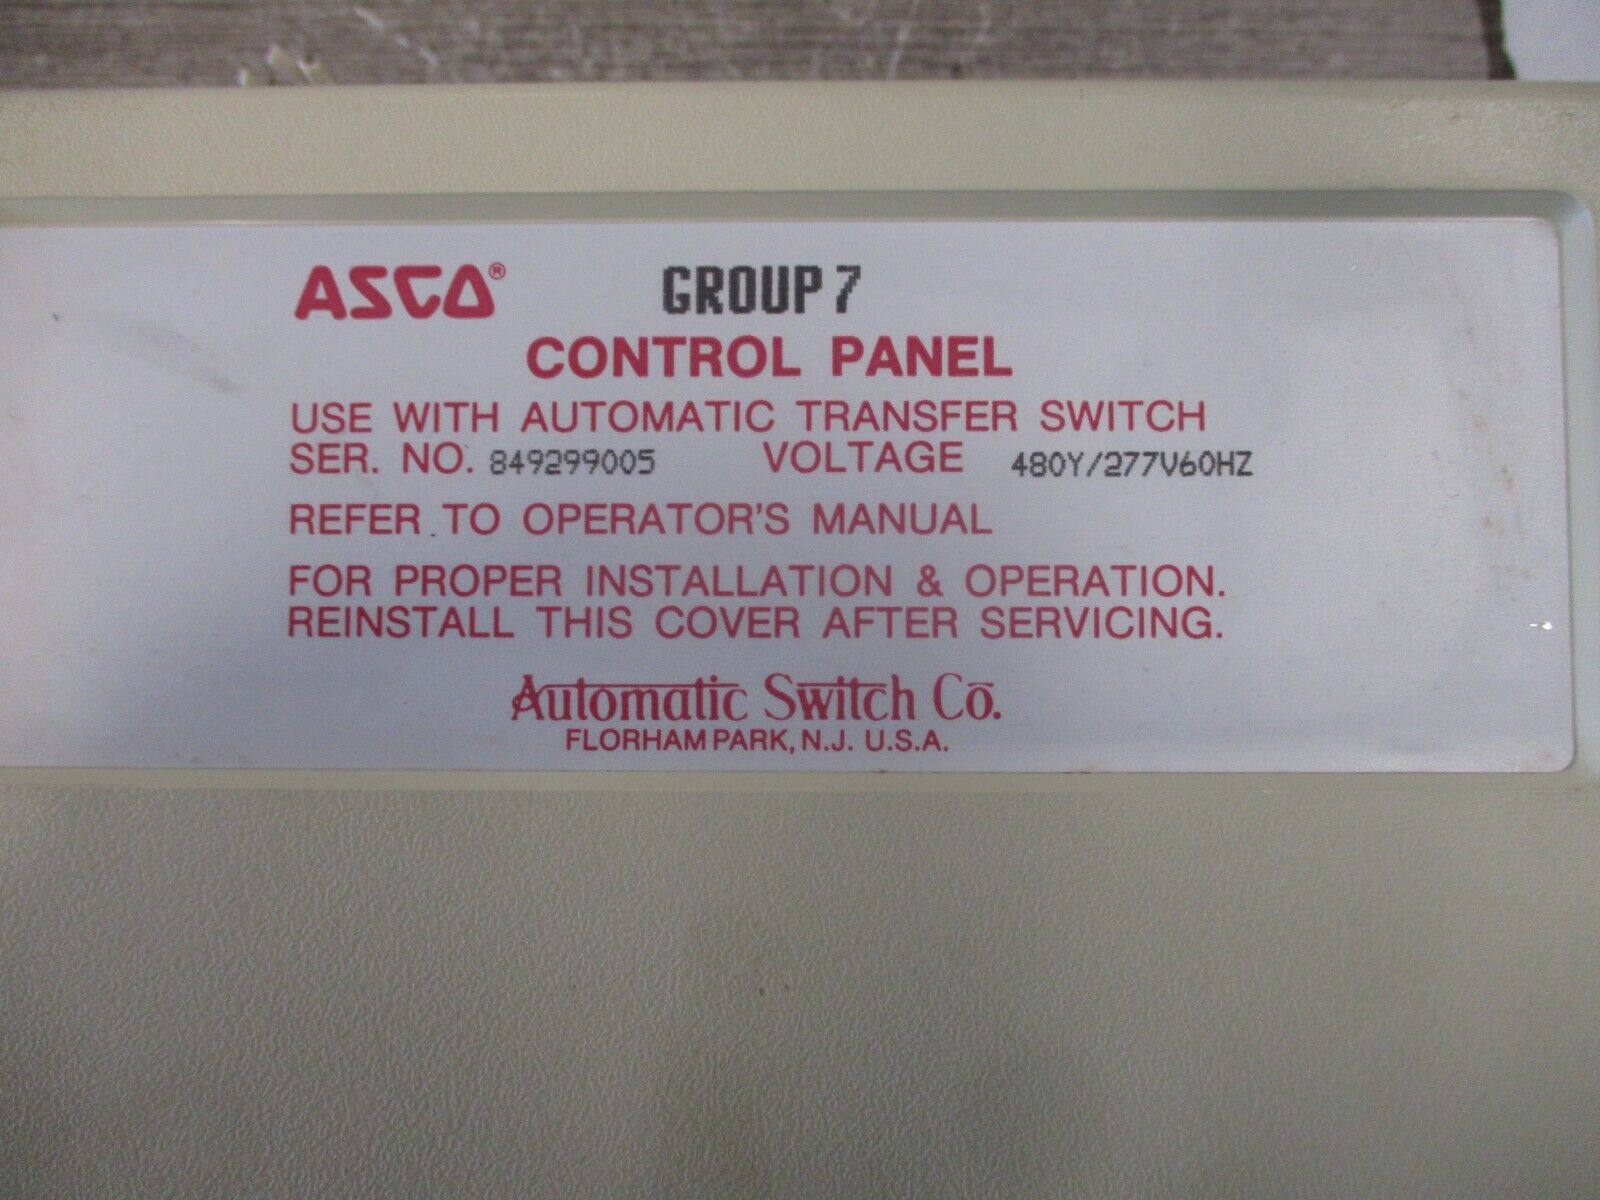 ASCO® GROUP 7
CONTROL PANEL
USE WITH AUTOMATIC TRANSFER SWITCH
SER. NO. 849299005 VOLTAGE 480Y/277V60HZ
REFER TO OPERATOR'S MANUAL
FOR PROPER INSTALLATION & OPERATION.
REINSTALL THIS COVER AFTER SERVICING.
Automatic Switch Co.
FLORHAM PARK, N.J. U.S.A.